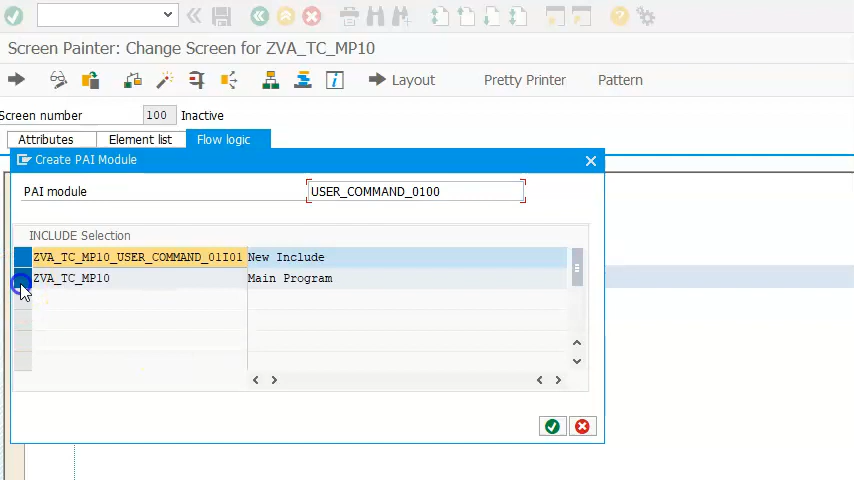 Screen Painter: Change Screen for ZVA_TC_MP10
Layout Pretty Printer Pattern
Screen number 100 Inactive
Attributes Element list Flow logic
Create PAI Module
PAI module USER_COMMAND_0100
INCLUDE Selection
ZVA_TC_MP10_USER_COMMAND_01I01 New Include
ZVA_TC_MP10 Main Program